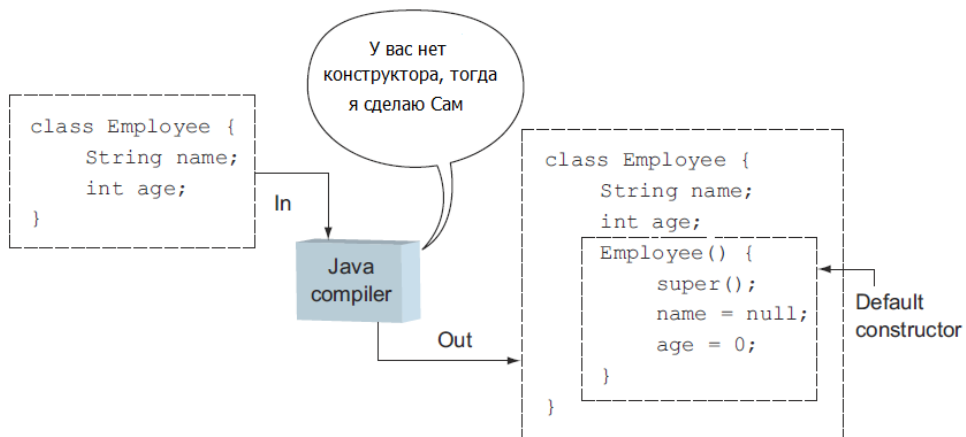 У вас нет
конструктора, тогда
я сделаю Сам
class Employee {
String name;
int age;
}
In
Java
compiler
Out
class Employee {
String name;
int age;
Employee() {
super();
name = null;
age = 0;
}
}
Default
constructor